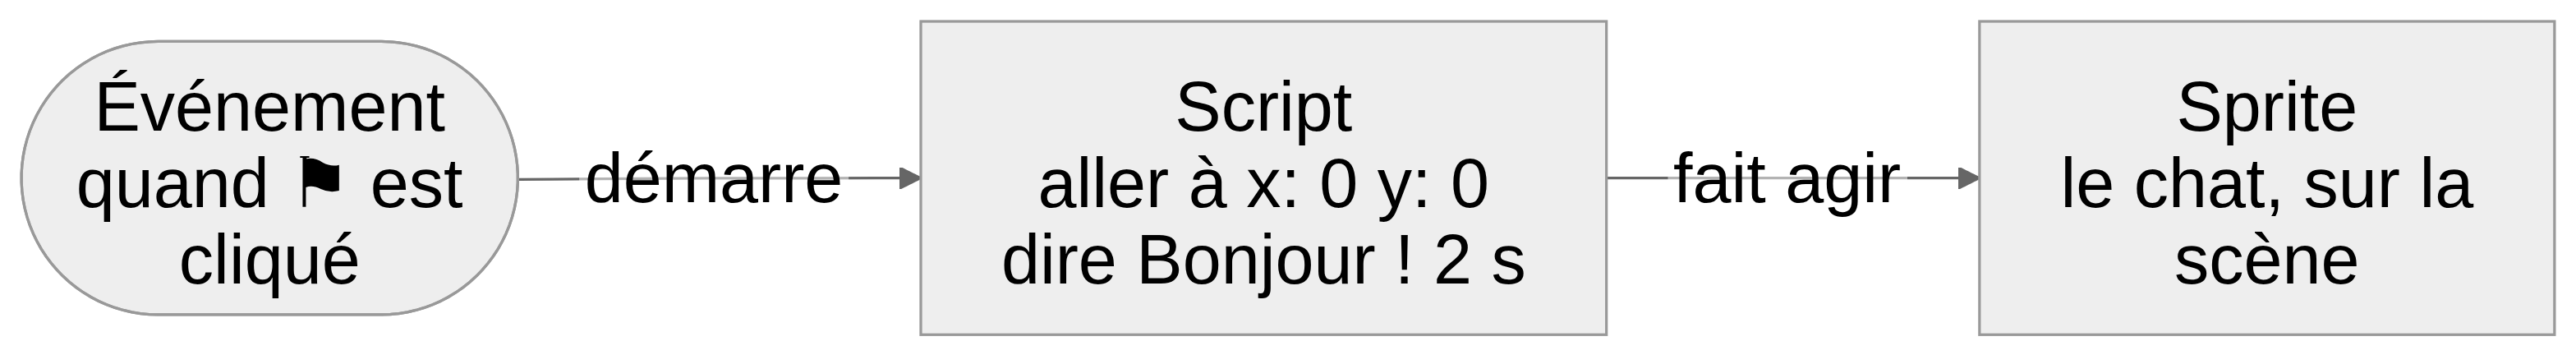 Événement
quand ⚑ est
cliqué
démarre
Script
aller à x: 0 y: 0
dire Bonjour ! 2 s
fait agir
Sprite
le chat, sur la
scène